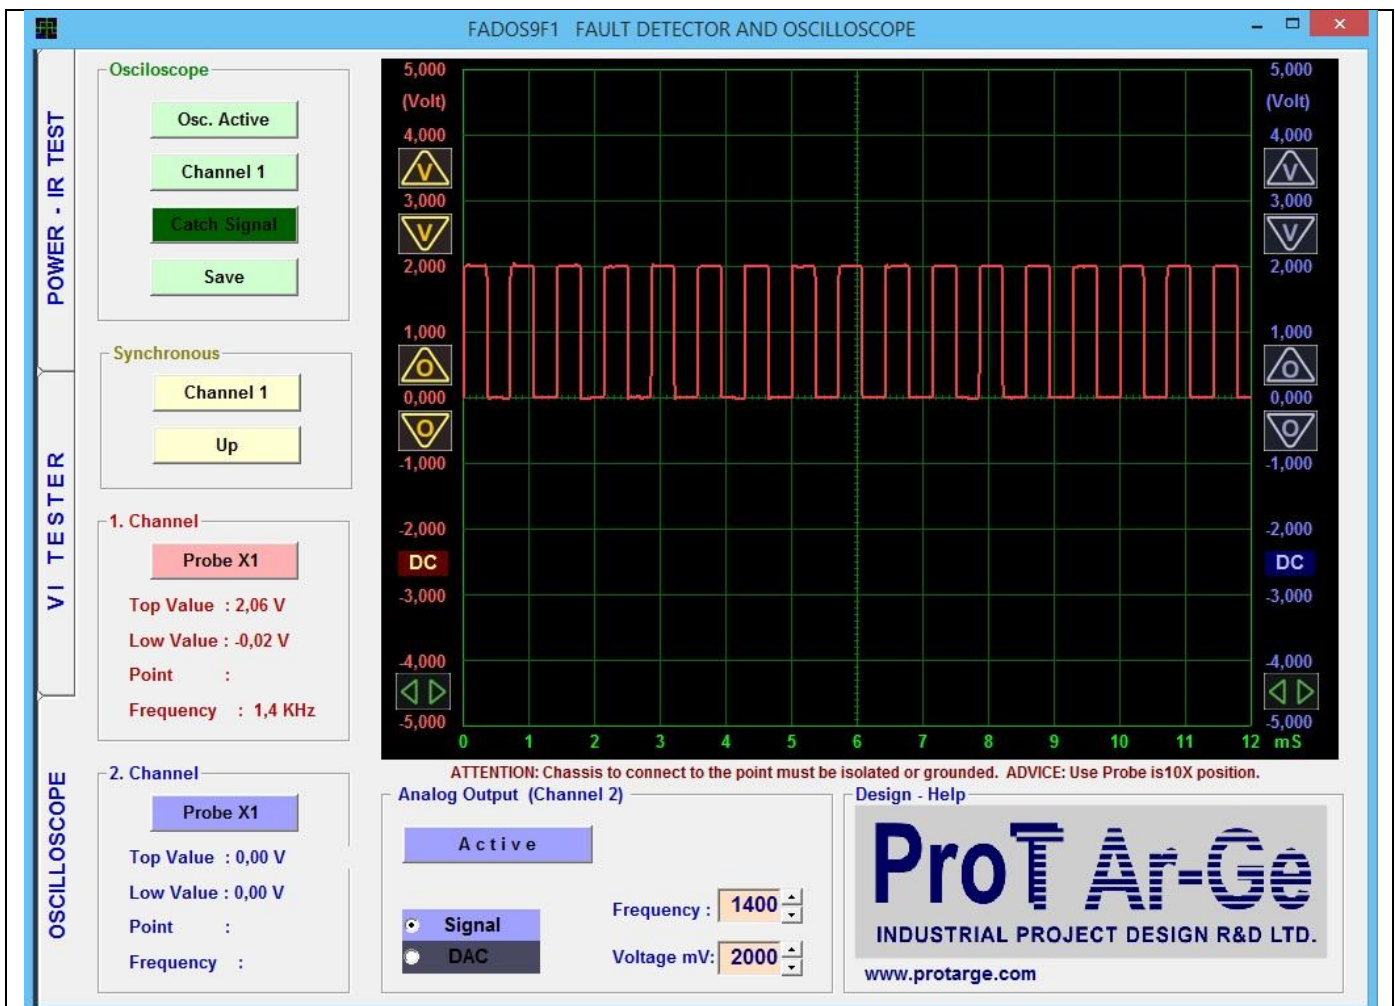 FADOS9F1 FAULT DETECTOR AND OSCILLOSCOPE
POWER - IR TEST
VI TESTER
OSCILLOSCOPE
Osciloscope
Osc. Active
Channel 1
Catch Signal
Save
Synchronous
Channel 1
Up
1. Channel
Probe X1
Top Value : 2,06 V
Low Value : -0,02 V
Point :
Frequency : 1,4 KHz
2. Channel
Probe X1
Top Value : 0,00 V
Low Value : 0,00 V
Point :
Frequency :
5,000
(Volt)
4,000
V
3,000
V
2,000
1,000
O
0,000
O
-1,000
-2,000
DC
-3,000
-4,000
-5,000
5,000
(Volt)
4,000
V
3,000
V
2,000
1,000
O
0,000
O
-1,000
-2,000
DC
-3,000
-4,000
-5,000
0 1 2 3 4 5 6 7 8 9 10 11 12 mS
ATTENTION: Chassis to connect to the point must be isolated or grounded. ADVICE: Use Probe is10X position.
Analog Output (Channel 2)
Active
Signal
DAC
Frequency : 1400
Voltage mV: 2000
Design - Help
ProT Ar-Ge
INDUSTRIAL PROJECT DESIGN R&D LTD.
www.protarge.com